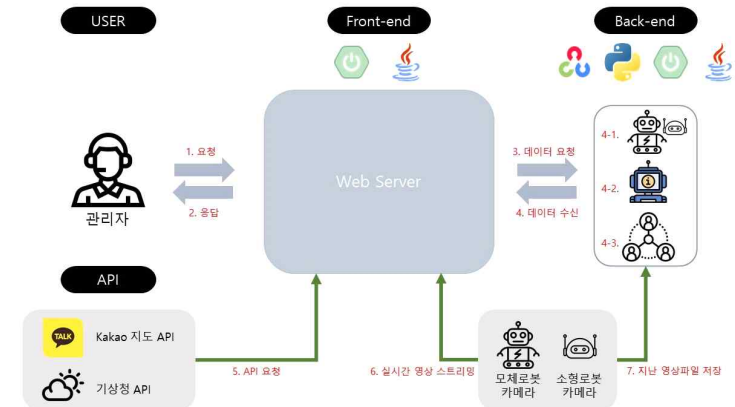 USER
Front-end
Back-end
1. 요청
2. 응답
관리자
Web Server
3. 데이터 요청
4. 데이터 수신
4-1.
4-2.
4-3.
API
TALK
Kakao 지도 API
기상청 API
5. API 요청
6. 실시간 영상 스트리밍
모체로봇
카메라
소형로봇
카메라
7. 지난 영상파일 저장